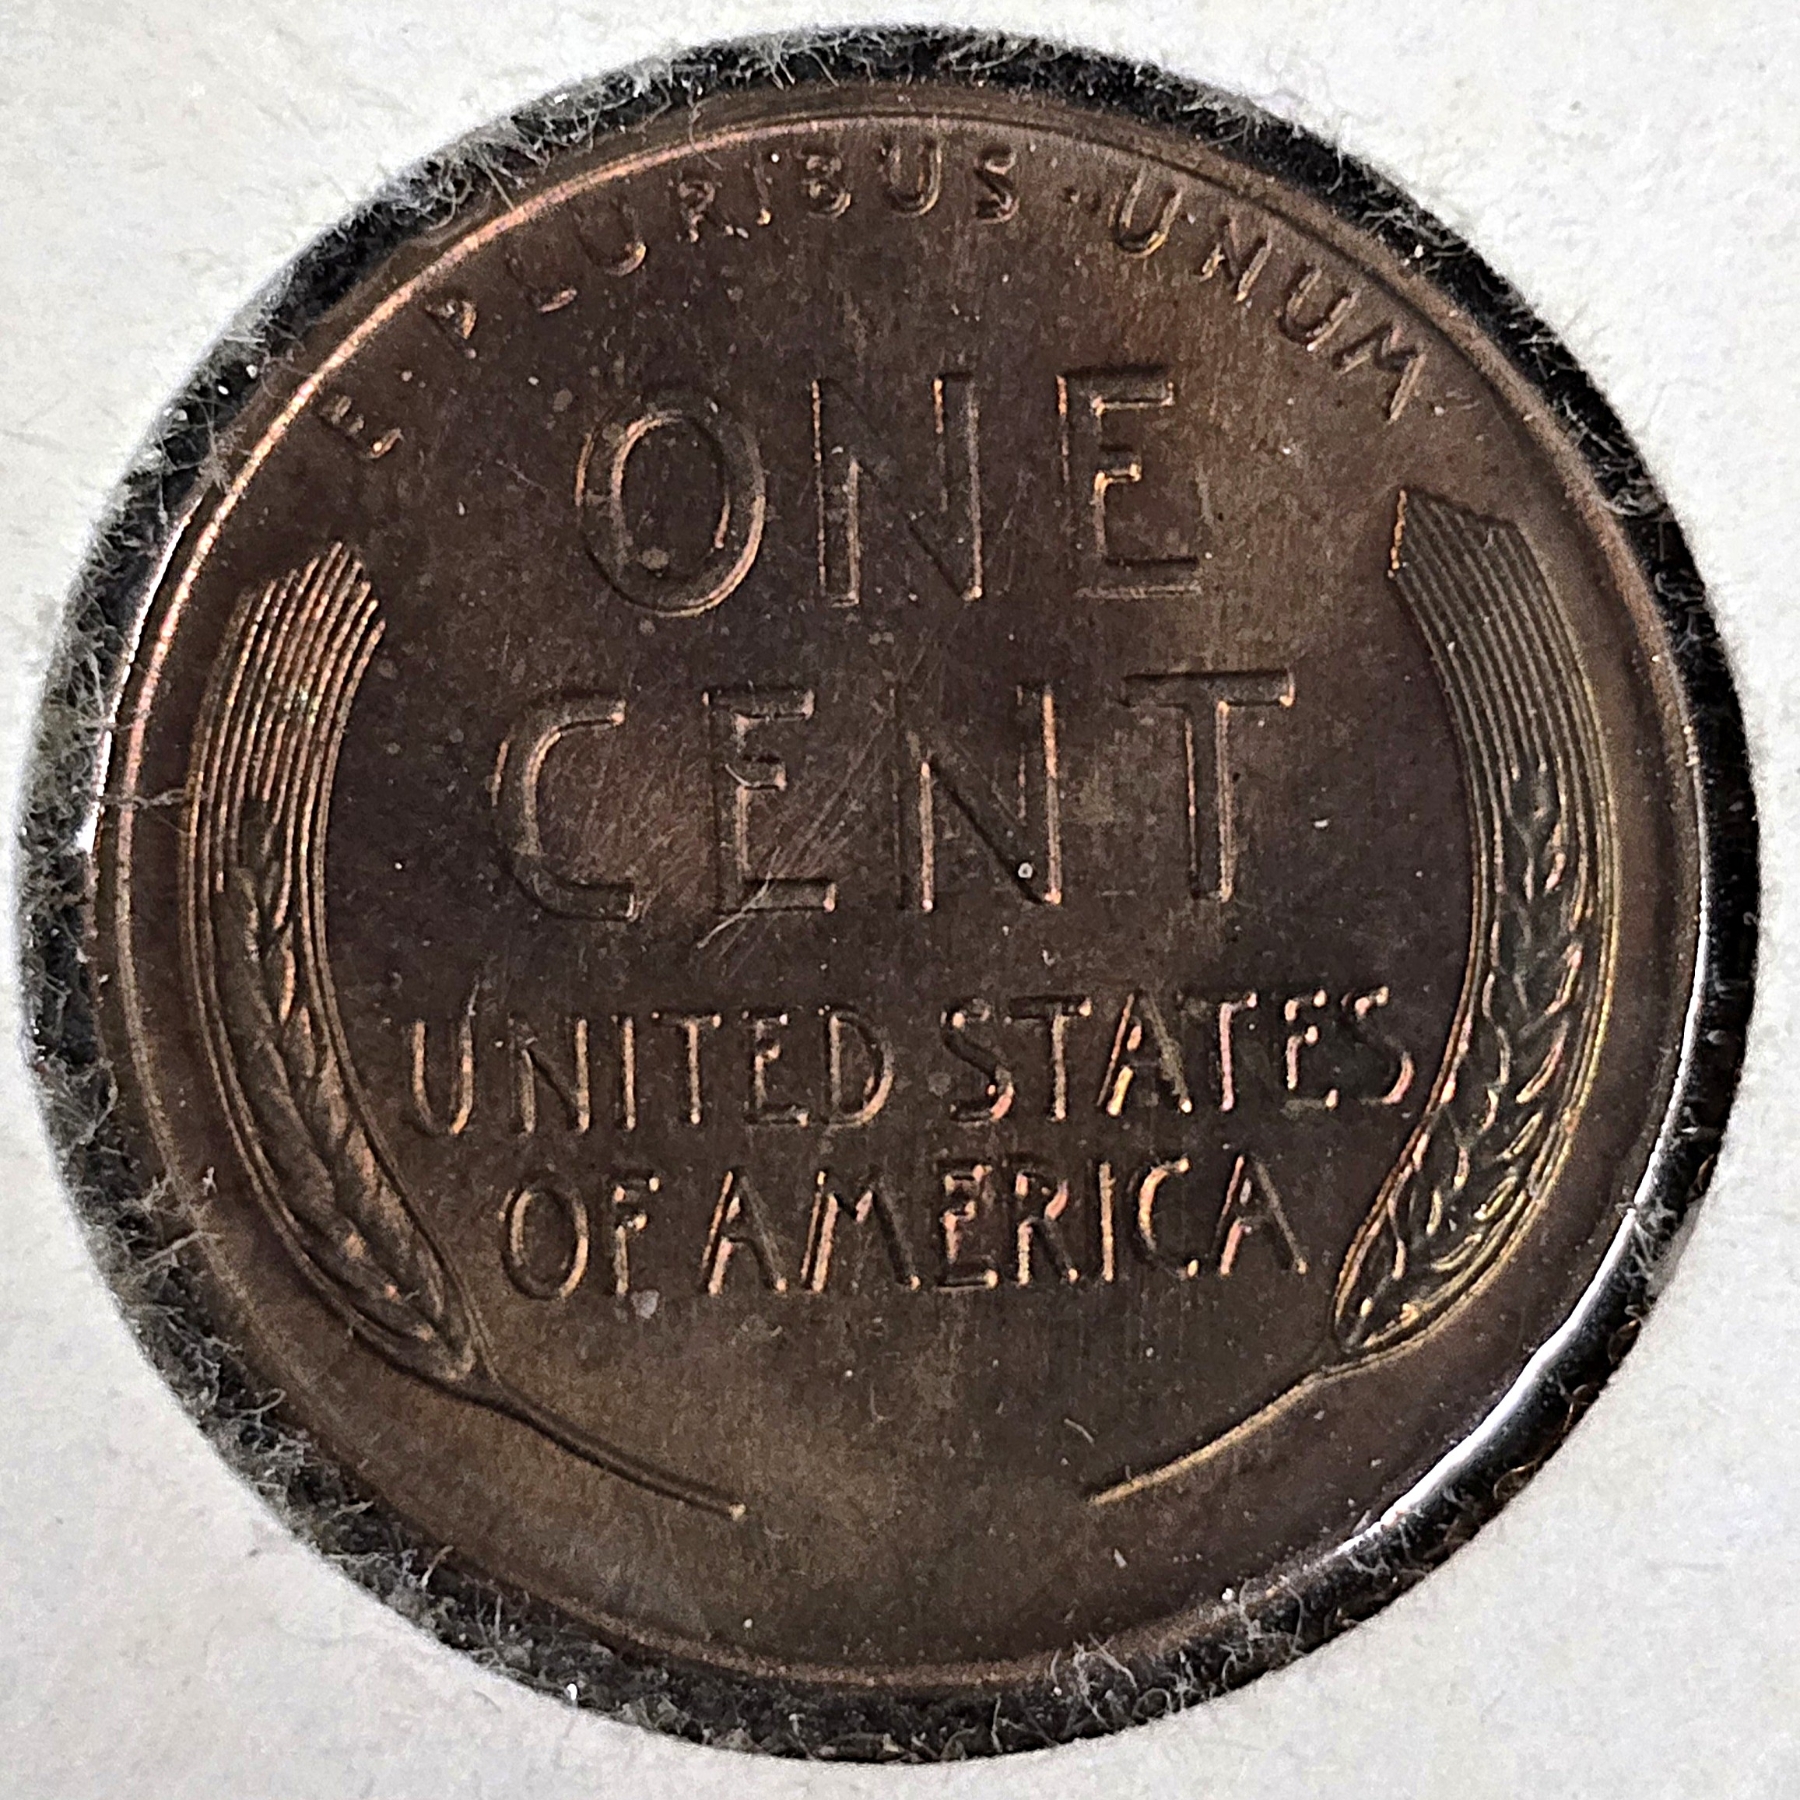 E PLURIBUS · UNUM
ONE
CENT
UNITED STATES
OF AMERICA